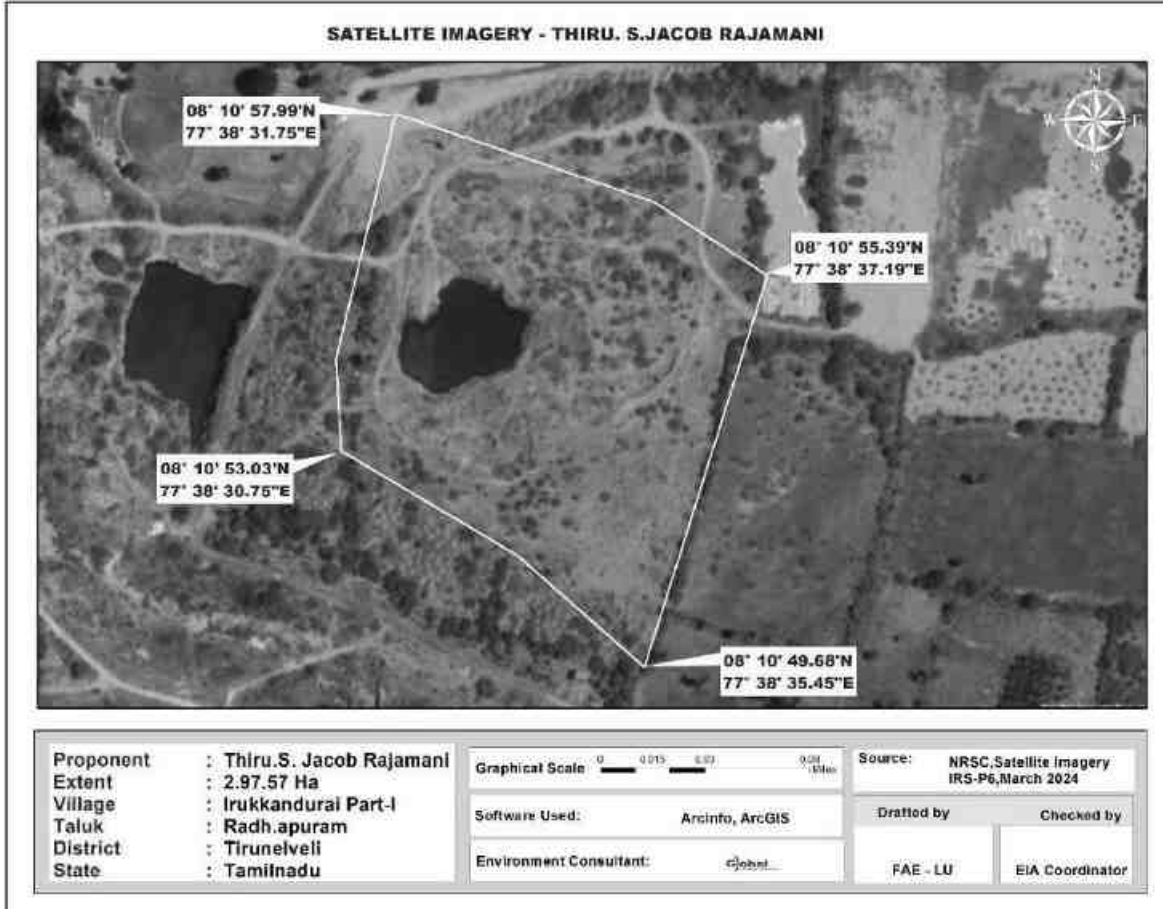 SATELLITE IMAGERY - THIRU. S.JACOB RAJAMANI
08° 10' 57.99'N
77° 38' 31.75"E
N
W
08° 10' 55.39'N
77° 38' 37.19"E
08° 10' 53.03'N
77° 38' 30.75"E
08° 10' 49.68'N
77° 38' 35.45"E
Proponent : Thiru.S. Jacob Rajamani
Extent : 2.97.57 Ha
Village : Irukkandurai Part-I
Taluk : Radh.apuram
District : Tirunelveli
State : Tamilnadu
Graphical Scale 0 0.015 0.03
Software Used: Arcinfo, ArcGIS
Environment Consultant: Global
Source: NRSC,Satellite Imagery
IRS-P6,March 2024
Drafted by Checked by
FAE - LU EIA Coordinator